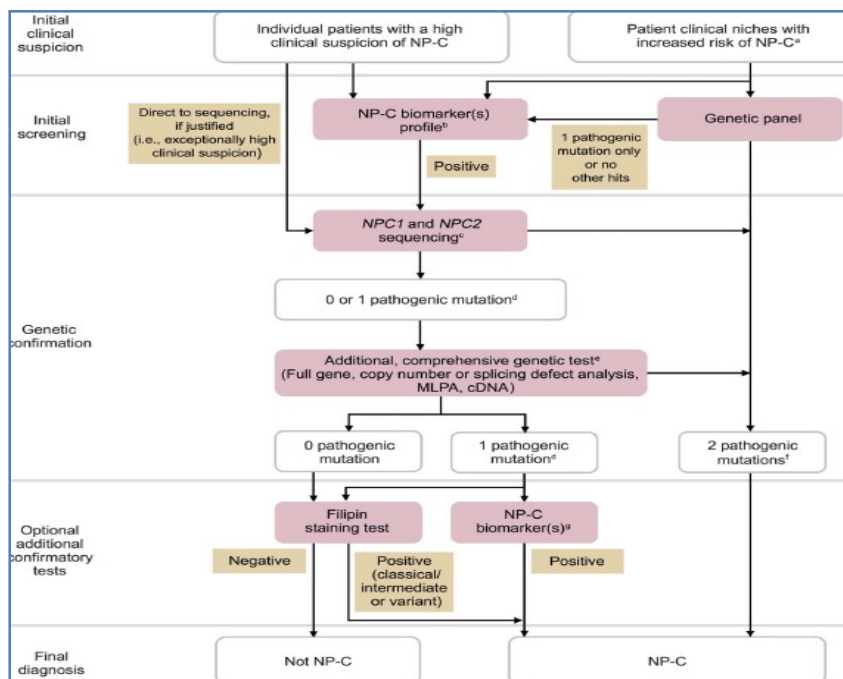 Initial
clinical
suspicion
Individual patients with a high
clinical suspicion of NP-C
Patient clinical niches with
increased risk of NP-Cᵃ
Initial
screening
Direct to sequencing,
if justified
(i.e., exceptionally high
clinical suspicion)
NP-C biomarker(s)
profileᵇ
1 pathogenic
mutation only
or no
other hits
Genetic panel
Positive
Genetic
confirmation
NPC1 and NPC2
sequencingᶜ
0 or 1 pathogenic mutationᵈ
Additional, comprehensive genetic testᵉ
(Full gene, copy number or splicing defect analysis,
MLPA, cDNA)
0 pathogenic
mutation
1 pathogenic
mutationᵈ
2 pathogenic
mutationsᶠ
Optional
additional
confirmatory
tests
Filipin
staining test
NP-C
biomarker(s)ᵍ
Negative
Positive
(classical/
intermediate
or variant)
Positive
Final
diagnosis
Not NP-C
NP-C